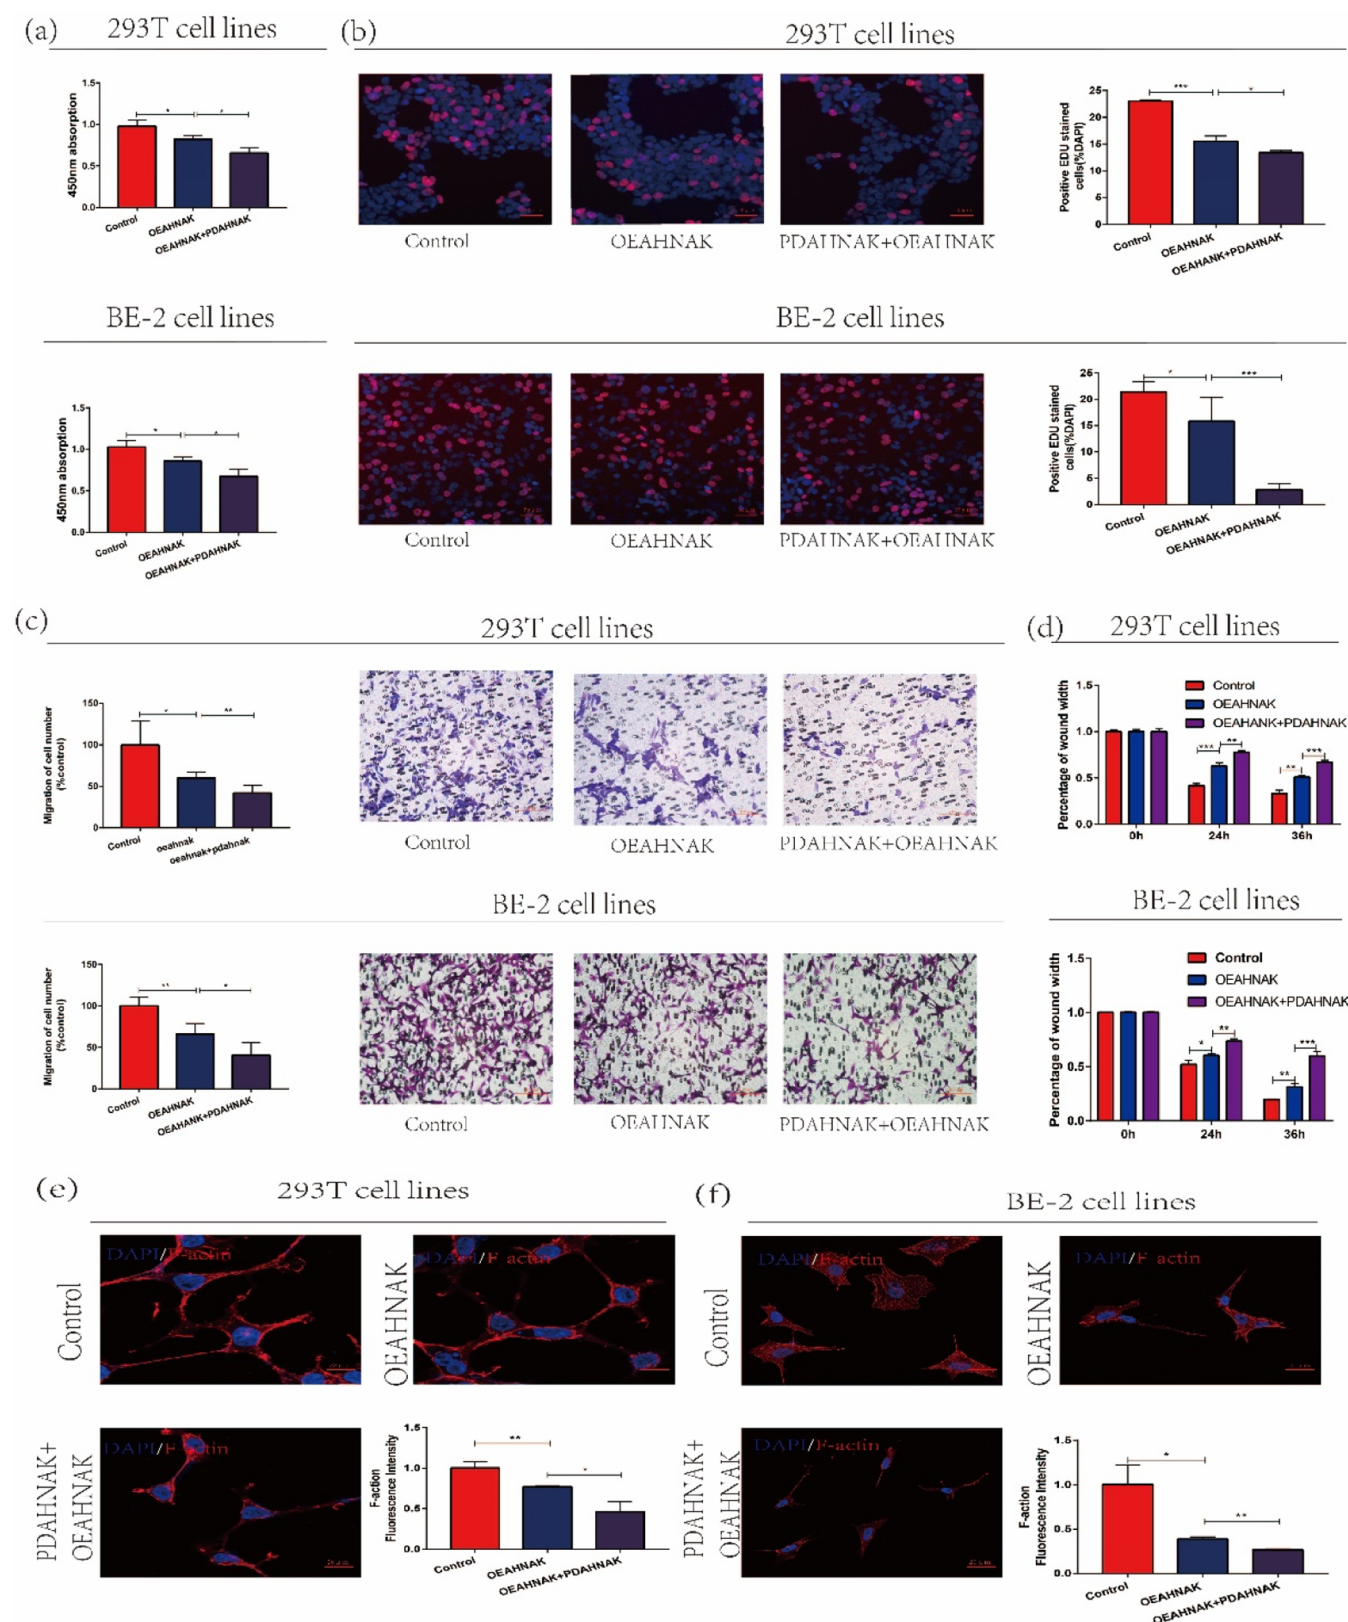 (a)
293T cell lines
(b)
293T cell lines
450nm absorption
1.5
1.0
0.5
0.0
*
Control
OEAHNAK
OEAHNAK+PDAHNAK
Control
OEAHNAK
PDAHNAK+OEAHNAK
Positive EDU stained
cells(%DAPI)
25
20
15
10
5
0
***
*
Control
OEAHNAK
OEAHANK+PDAHNAK
BE-2 cell lines
BE-2 cell lines
450nm absorption
1.5
1.0
0.5
0.0
*
Control
OEAHNAK
OEAHNAK+PDAHNAK
Control
OEAHNAK
PDAHNAK+OEAHNAK
Positive EDU stained
cells(%DAPI)
***
Control
OEAHNAK
OEAHNAK+PDAHNAK
(c)
293T cell lines
(d)
293T cell lines
Migration of cell number
(%control)
150
100
50
0
*
**
Control
oeahnak
oeahnak+pdahnak
Control
OEAHNAK
PDAHNAK+OEAHNAK
Percentage of wound width
1.5
1.0
0.5
0.0
Control
OEAHNAK
OEAHANK+PDAHNAK
***
**
**
***
0h
24h
36h
BE-2 cell lines
BE-2 cell lines
Migration of cell number
(%control)
150
100
50
0
**
*
Control
OEAHNAK
OEAHANK+PDAHNAK
Control
OEAHNAK
PDAHNAK+OEAHNAK
Percentage of wound width
1.5
1.0
0.5
0.0
Control
OEAHNAK
OEAHNAK+PDAHNAK
*
**
**
***
0h
24h
36h
(e)
293T cell lines
(f)
BE-2 cell lines
Control
DAPI/F-actin
OEAHNAK
DAPI/F-actin
Control
DAPI/F-actin
OEAHNAK
DAPI/F-actin
PDAHNAK+
OEAHNAK
DAPI/F-actin
F-action
Fluorescence Intensity
1.5
1.0
0.5
0.0
**
*
Control
OEAHNAK
OEAHNAK+PDAHNAK
PDAHNAK+
OEAHNAK
DAPI/F-actin
F-action
Fluorescence Intensity
1.5
1.0
0.5
0.0
*
**
Control
OEAHNAK
OEAHNAK+PDAHNAK